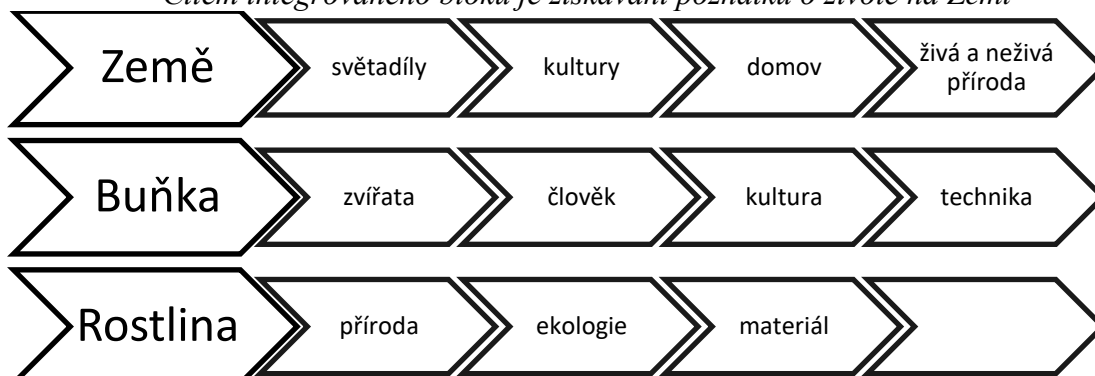 Cílem integrovaného bloku je získávání poznatků o životě na Zemi
Země
světadíly
kultury
domov
živá a neživá
příroda
Buňka
zvířata
člověk
kultura
technika
Rostlina
příroda
ekologie
materiál